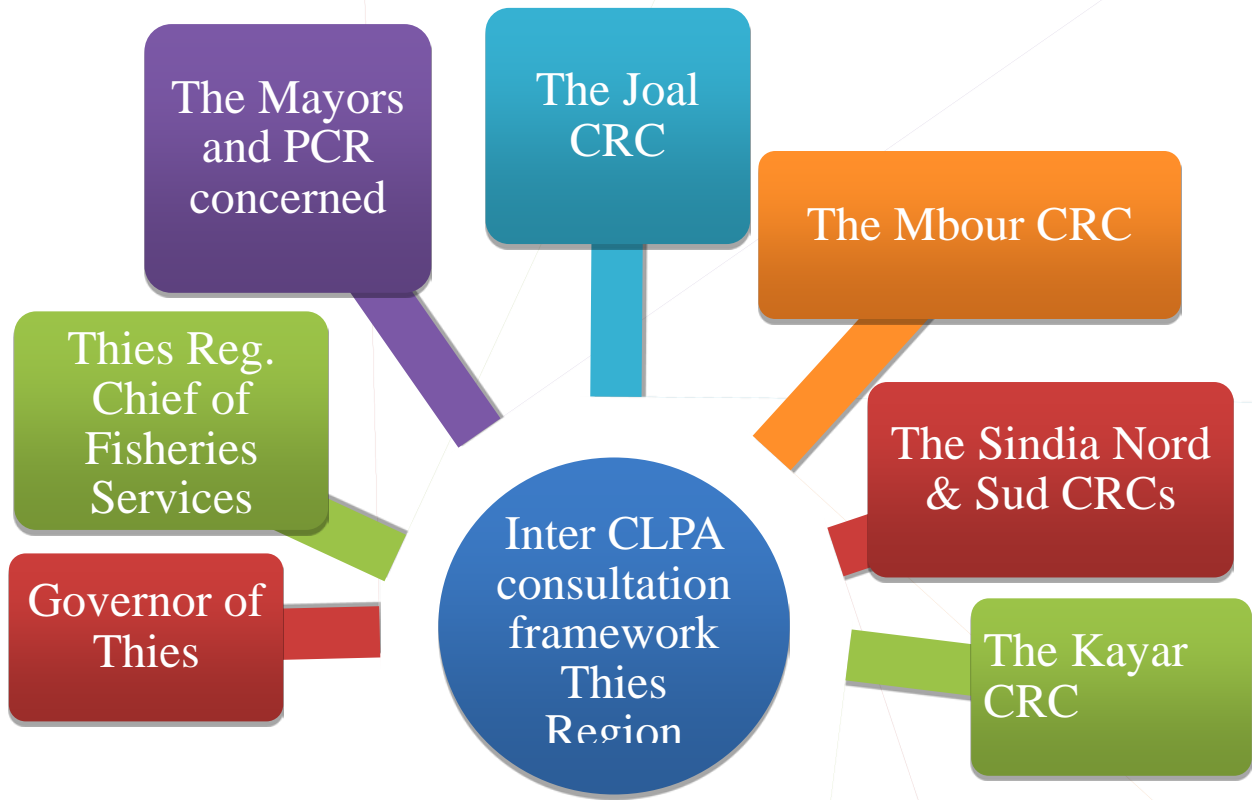 The Mayors
and PCR
concerned
The Joal
CRC
The Mbour CRC
Thies Reg.
Chief of
Fisheries
Services
The Sindia Nord
& Sud CRCs
Governor of
Thies
Inter CLPA
consultation
framework
Thies
Region
The Kayar
CRC